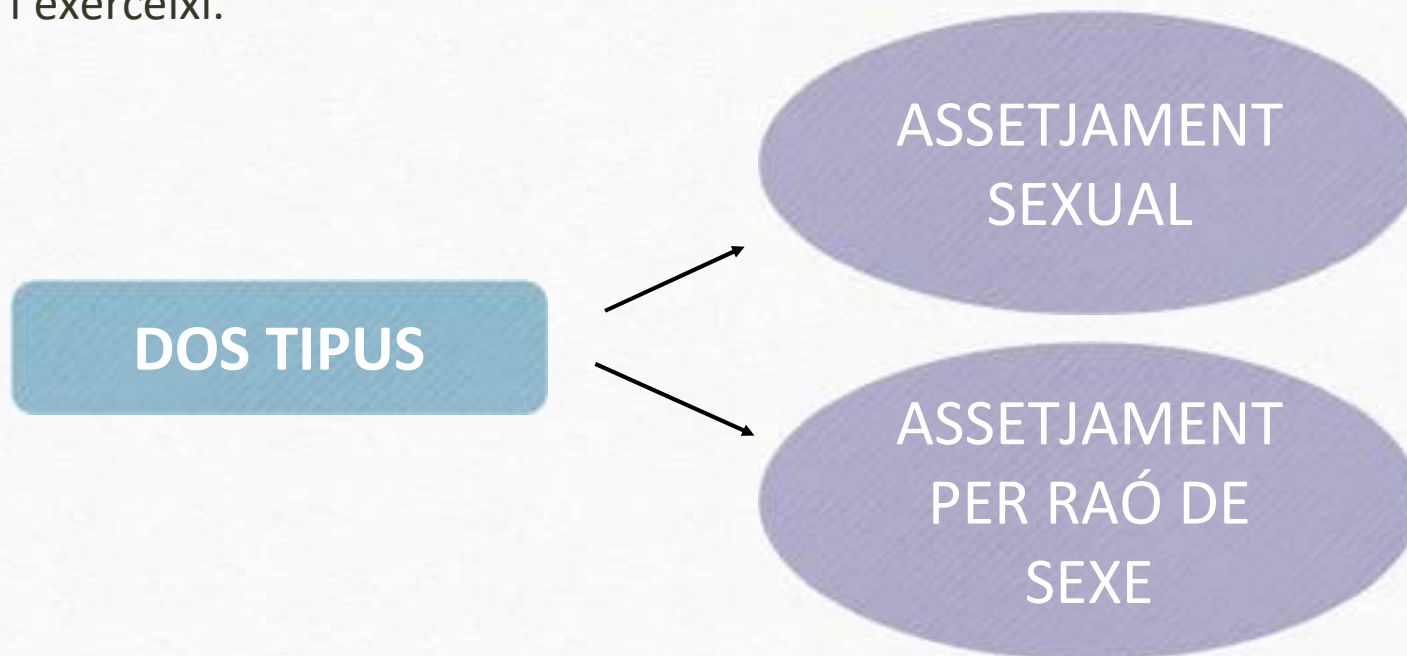 l'exerceixi.
ASSETJAMENT
SEXUAL
DOS TIPUS
ASSETJAMENT
PER RAÓ DE
SEXE